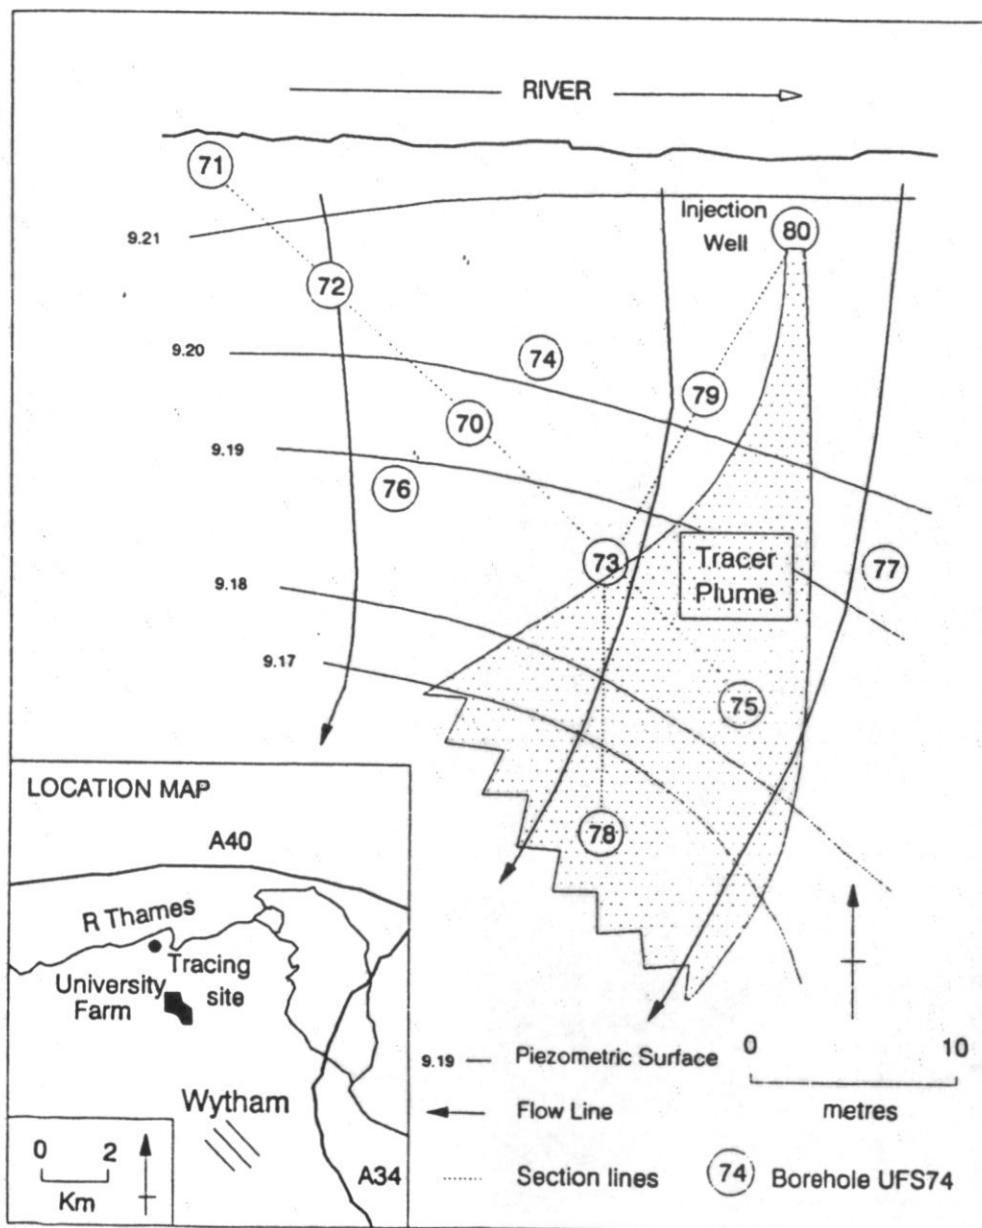 RIVER
71
Injection
Well
80
9.21
72
9.20
74
79
70
9.19
76
73
Tracer
Plume
77
9.18
9.17
75
78
LOCATION MAP
A40
R Thames
Tracing
site
University
Farm
Wytham
A34
0 2
Km
9.19 Piezometric Surface
Flow Line
Section lines
0 10
metres
74 Borehole UFS74